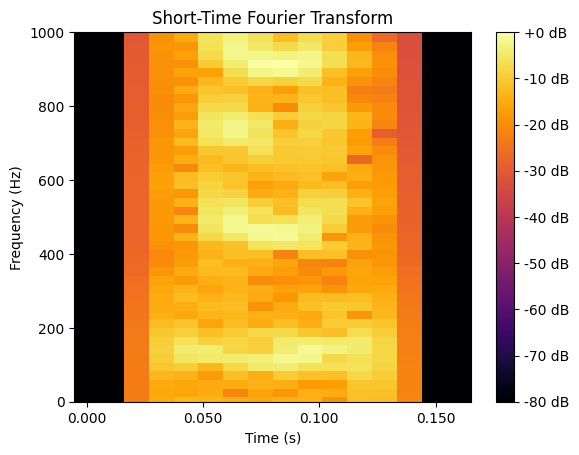 Short-Time Fourier Transform
Frequency (Hz)
1000
800
600
400
200
0
0.000
0.050
0.100
0.150
Time (s)
+0 dB
-10 dB
-20 dB
-30 dB
-40 dB
-50 dB
-60 dB
-70 dB
-80 dB